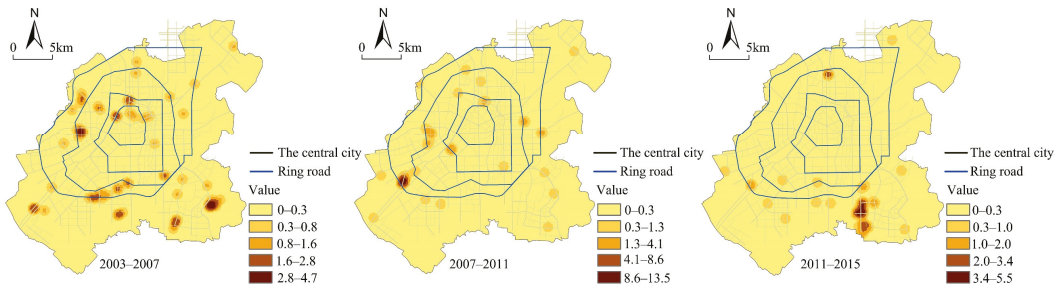 N
0 5km
The central city
Ring road
Value
0–0.3
0.3–0.8
0.8–1.6
1.6–2.8
2.8–4.7
2003–2007
N
0 5km
The central city
Ring road
Value
0–0.3
0.3–1.3
1.3–4.1
4.1–8.6
8.6–13.5
2007–2011
N
0 5km
The central city
Ring road
Value
0–0.3
0.3–1.0
1.0–2.0
2.0–3.4
3.4–5.5
2011–2015